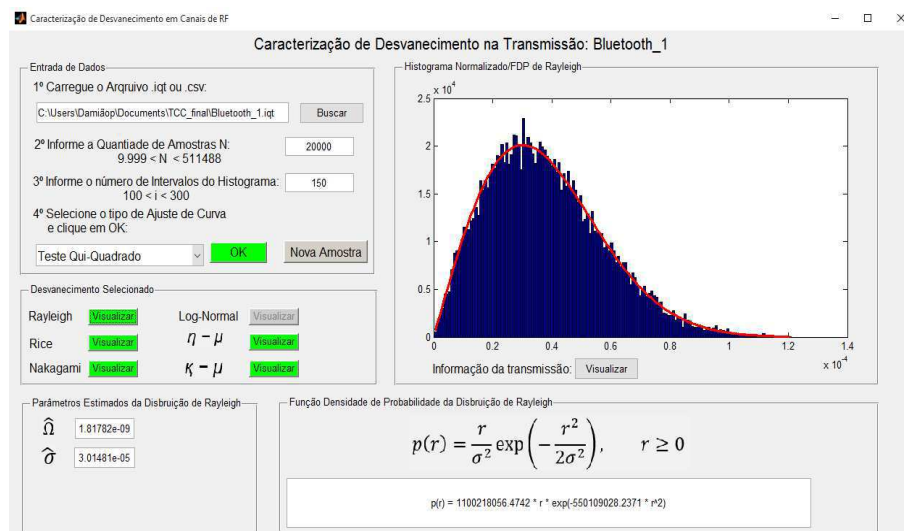 Caracterização de Desvanecimento em Canais de RF
Caracterização de Desvanecimento na Transmissão: Bluetooth_1
Entrada de Dados
1º Carregue o Arqruivo .iqt ou .csv:
C:\Users\Damiãop\Documents\TCC_final\Bluetooth_1.iqt
Buscar
2º Informe a Quantiade de Amostras N:
9.999 < N < 511488
20000
3º Informe o número de Intervalos do Histograma:
100 < i < 300
150
4º Selecione o tipo de Ajuste de Curva
e clique em OK:
Teste Qui-Quadrado
OK
Nova Amostra
Desvanecimento Selecionado
Rayleigh Visualizar Log-Normal Visualizar
Rice Visualizar η − μ Visualizar
Nakagami Visualizar κ − μ Visualizar
Histograma Normalizado/FDP de Rayleigh
x 10^4
2.5
2
1.5
1
0.5
0
0 0.2 0.4 0.6 0.8 1 1.2 1.4
x 10^-4
Informação da transmissão: Visualizar
Parâmetros Estimados da Disbruição de Rayleigh
Ω̂ 1.81782e-09
σ̂ 3.01481e-05
Função Densidade de Probabilidade da Disbruição de Rayleigh
p(r) = r/σ² exp(−r²/2σ²), r ≥ 0
p(r) = 1100218056.4742 * r * exp(-550109028.2371 * r^2)